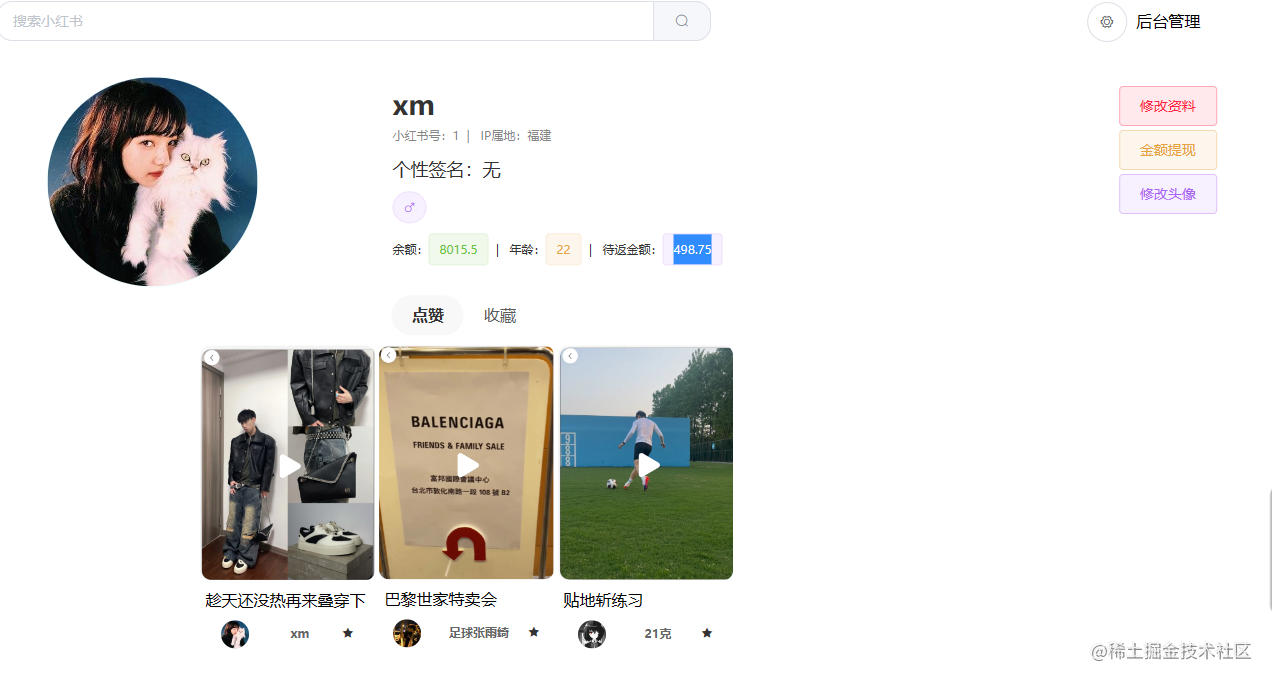 搜索小红书
后台管理
xm
小红书号：1 | IP属地：福建
个性签名：无
♂
余额： 8015.5 | 年龄： 22 | 待返金额： 498.75
修改资料
金额提现
修改头像
点赞 收藏
BALENCIAGA
FRIENDS & FAMILY SALE
富邦國際會議中心
台北市敦化南路一段 108 號 B2
趁天还没热再来叠穿下
巴黎世家特卖会
贴地斩练习
xm
足球张雨绮
21克
@稀土掘金技术社区